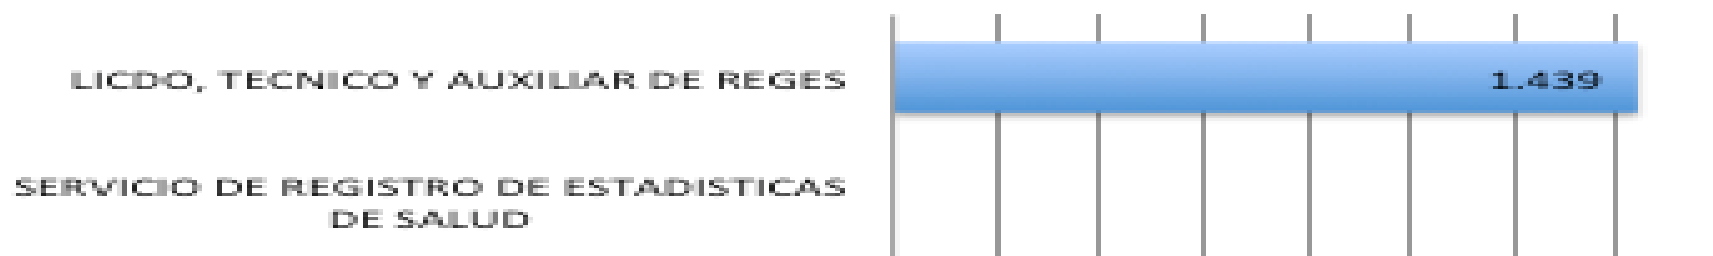 LICDO, TECNICO Y AUXILIAR DE REGES
1.439
SERVICIO DE REGISTRO DE ESTADISTICAS
DE SALUD